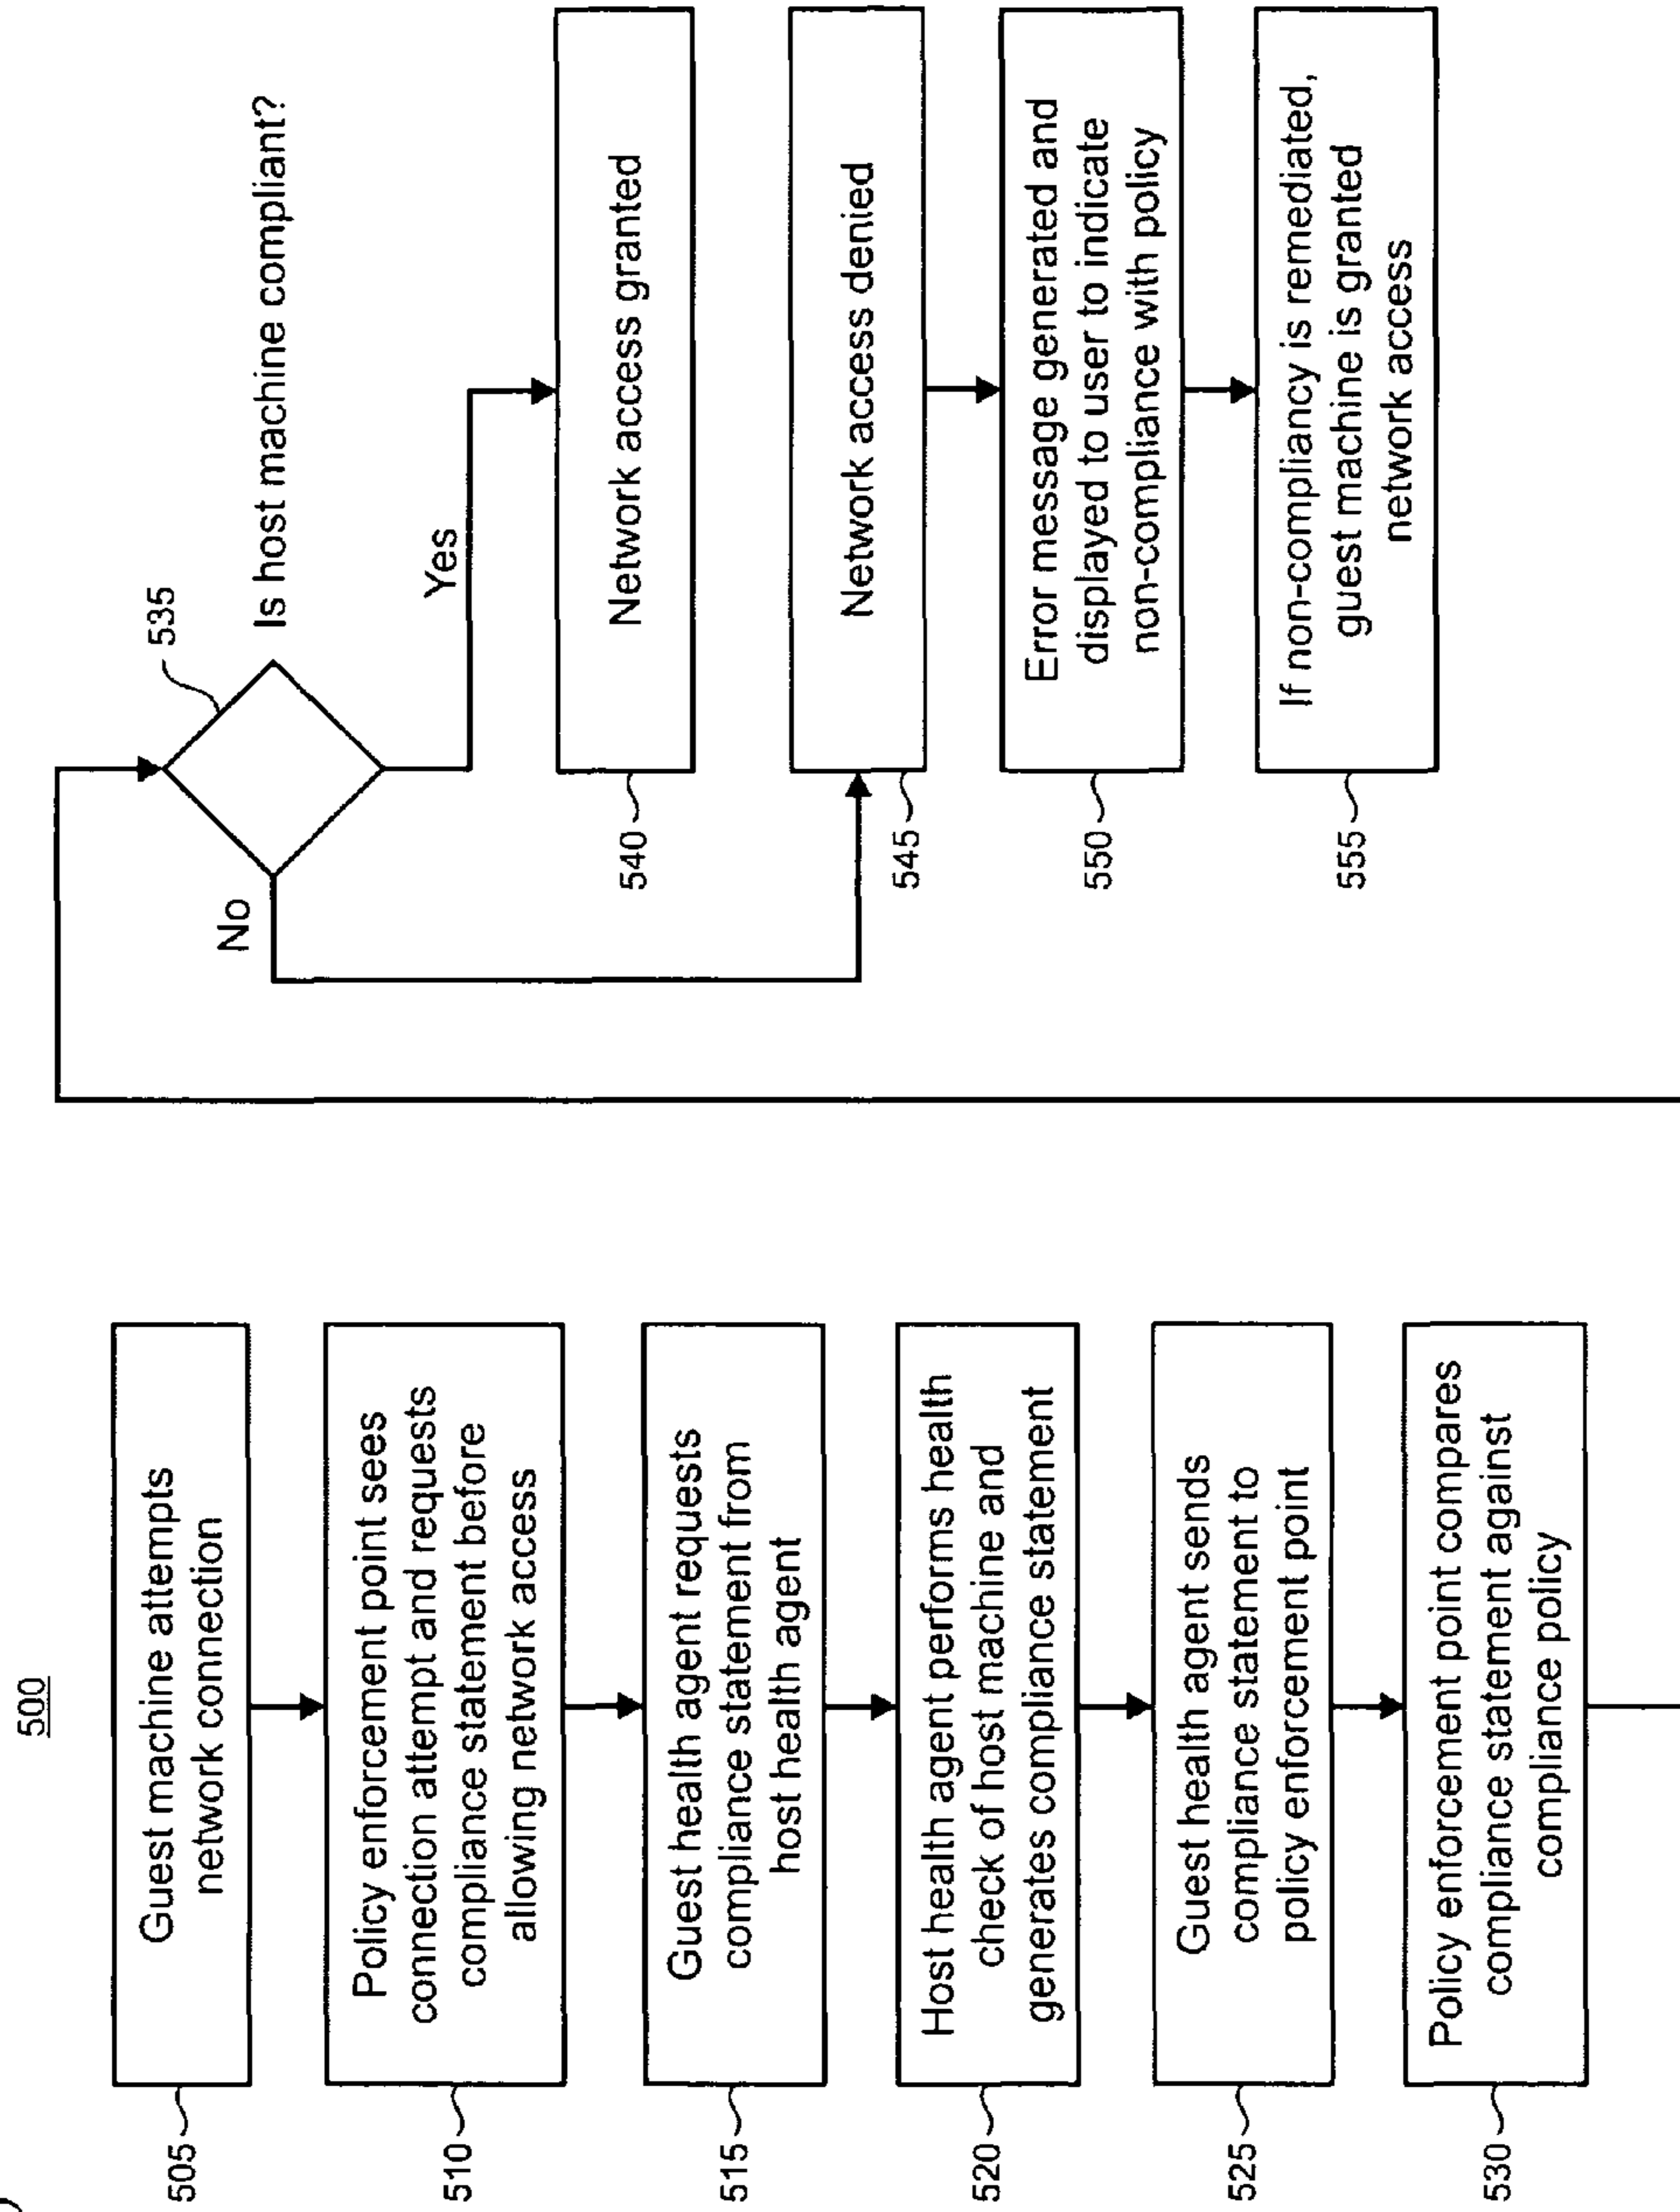 500
505
Guest machine attempts
network connection
510
Policy enforcement point sees
connection attempt and requests
compliance statement before
allowing network access
515
Guest health agent requests
compliance statement from
host health agent
520
Host health agent performs health
check of host machine and
generates compliance statement
525
Guest health agent sends
compliance statement to
policy enforcement point
530
Policy enforcement point compares
compliance statement against
compliance policy
535
Is host machine compliant?
No
Yes
540
Network access granted
545
Network access denied
550
Error message generated and
displayed to user to indicate
non-compliance with policy
555
If non-compliancy is remediated,
guest machine is granted
network access